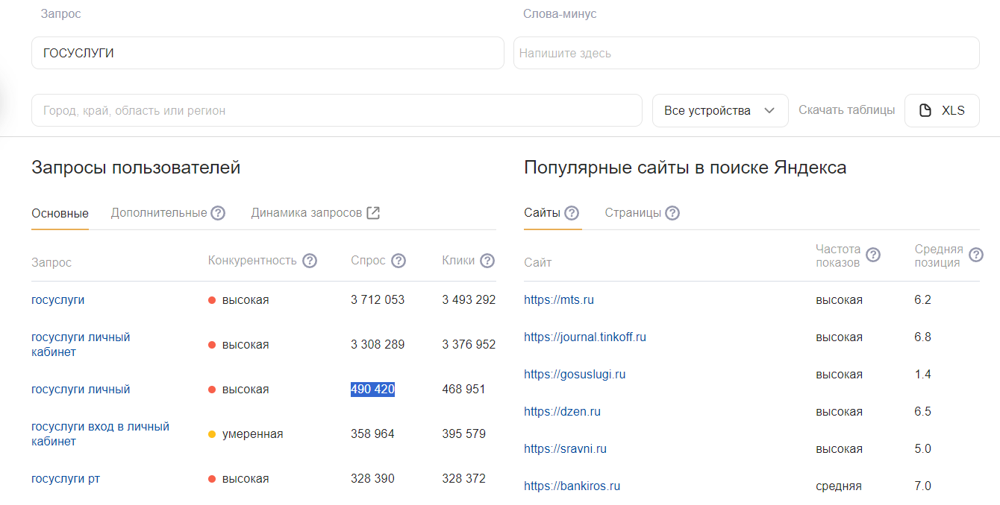 Запрос
Слова-минус
ГОСУСЛУГИ
Напишите здесь
Город, край, область или регион
Все устройства
Скачать таблицы
XLS
Запросы пользователей
Основные
Дополнительные ?
Динамика запросов
Запрос
Конкурентность ?
Спрос ?
Клики ?
госуслуги
высокая
3 712 053
3 493 292
госуслуги личный
кабинет
высокая
3 308 289
3 376 952
госуслуги личный
высокая
490 420
468 951
госуслуги вход в личный
кабинет
умеренная
358 964
395 579
госуслуги рт
высокая
328 390
328 372
Популярные сайты в поиске Яндекса
Сайты ?
Страницы ?
Сайт
Частота
показов ?
Средняя
позиция ?
https://mts.ru
высокая
6.2
https://journal.tinkoff.ru
высокая
6.8
https://gosuslugi.ru
высокая
1.4
https://dzen.ru
высокая
6.5
https://sravni.ru
высокая
5.0
https://bankiros.ru
средняя
7.0